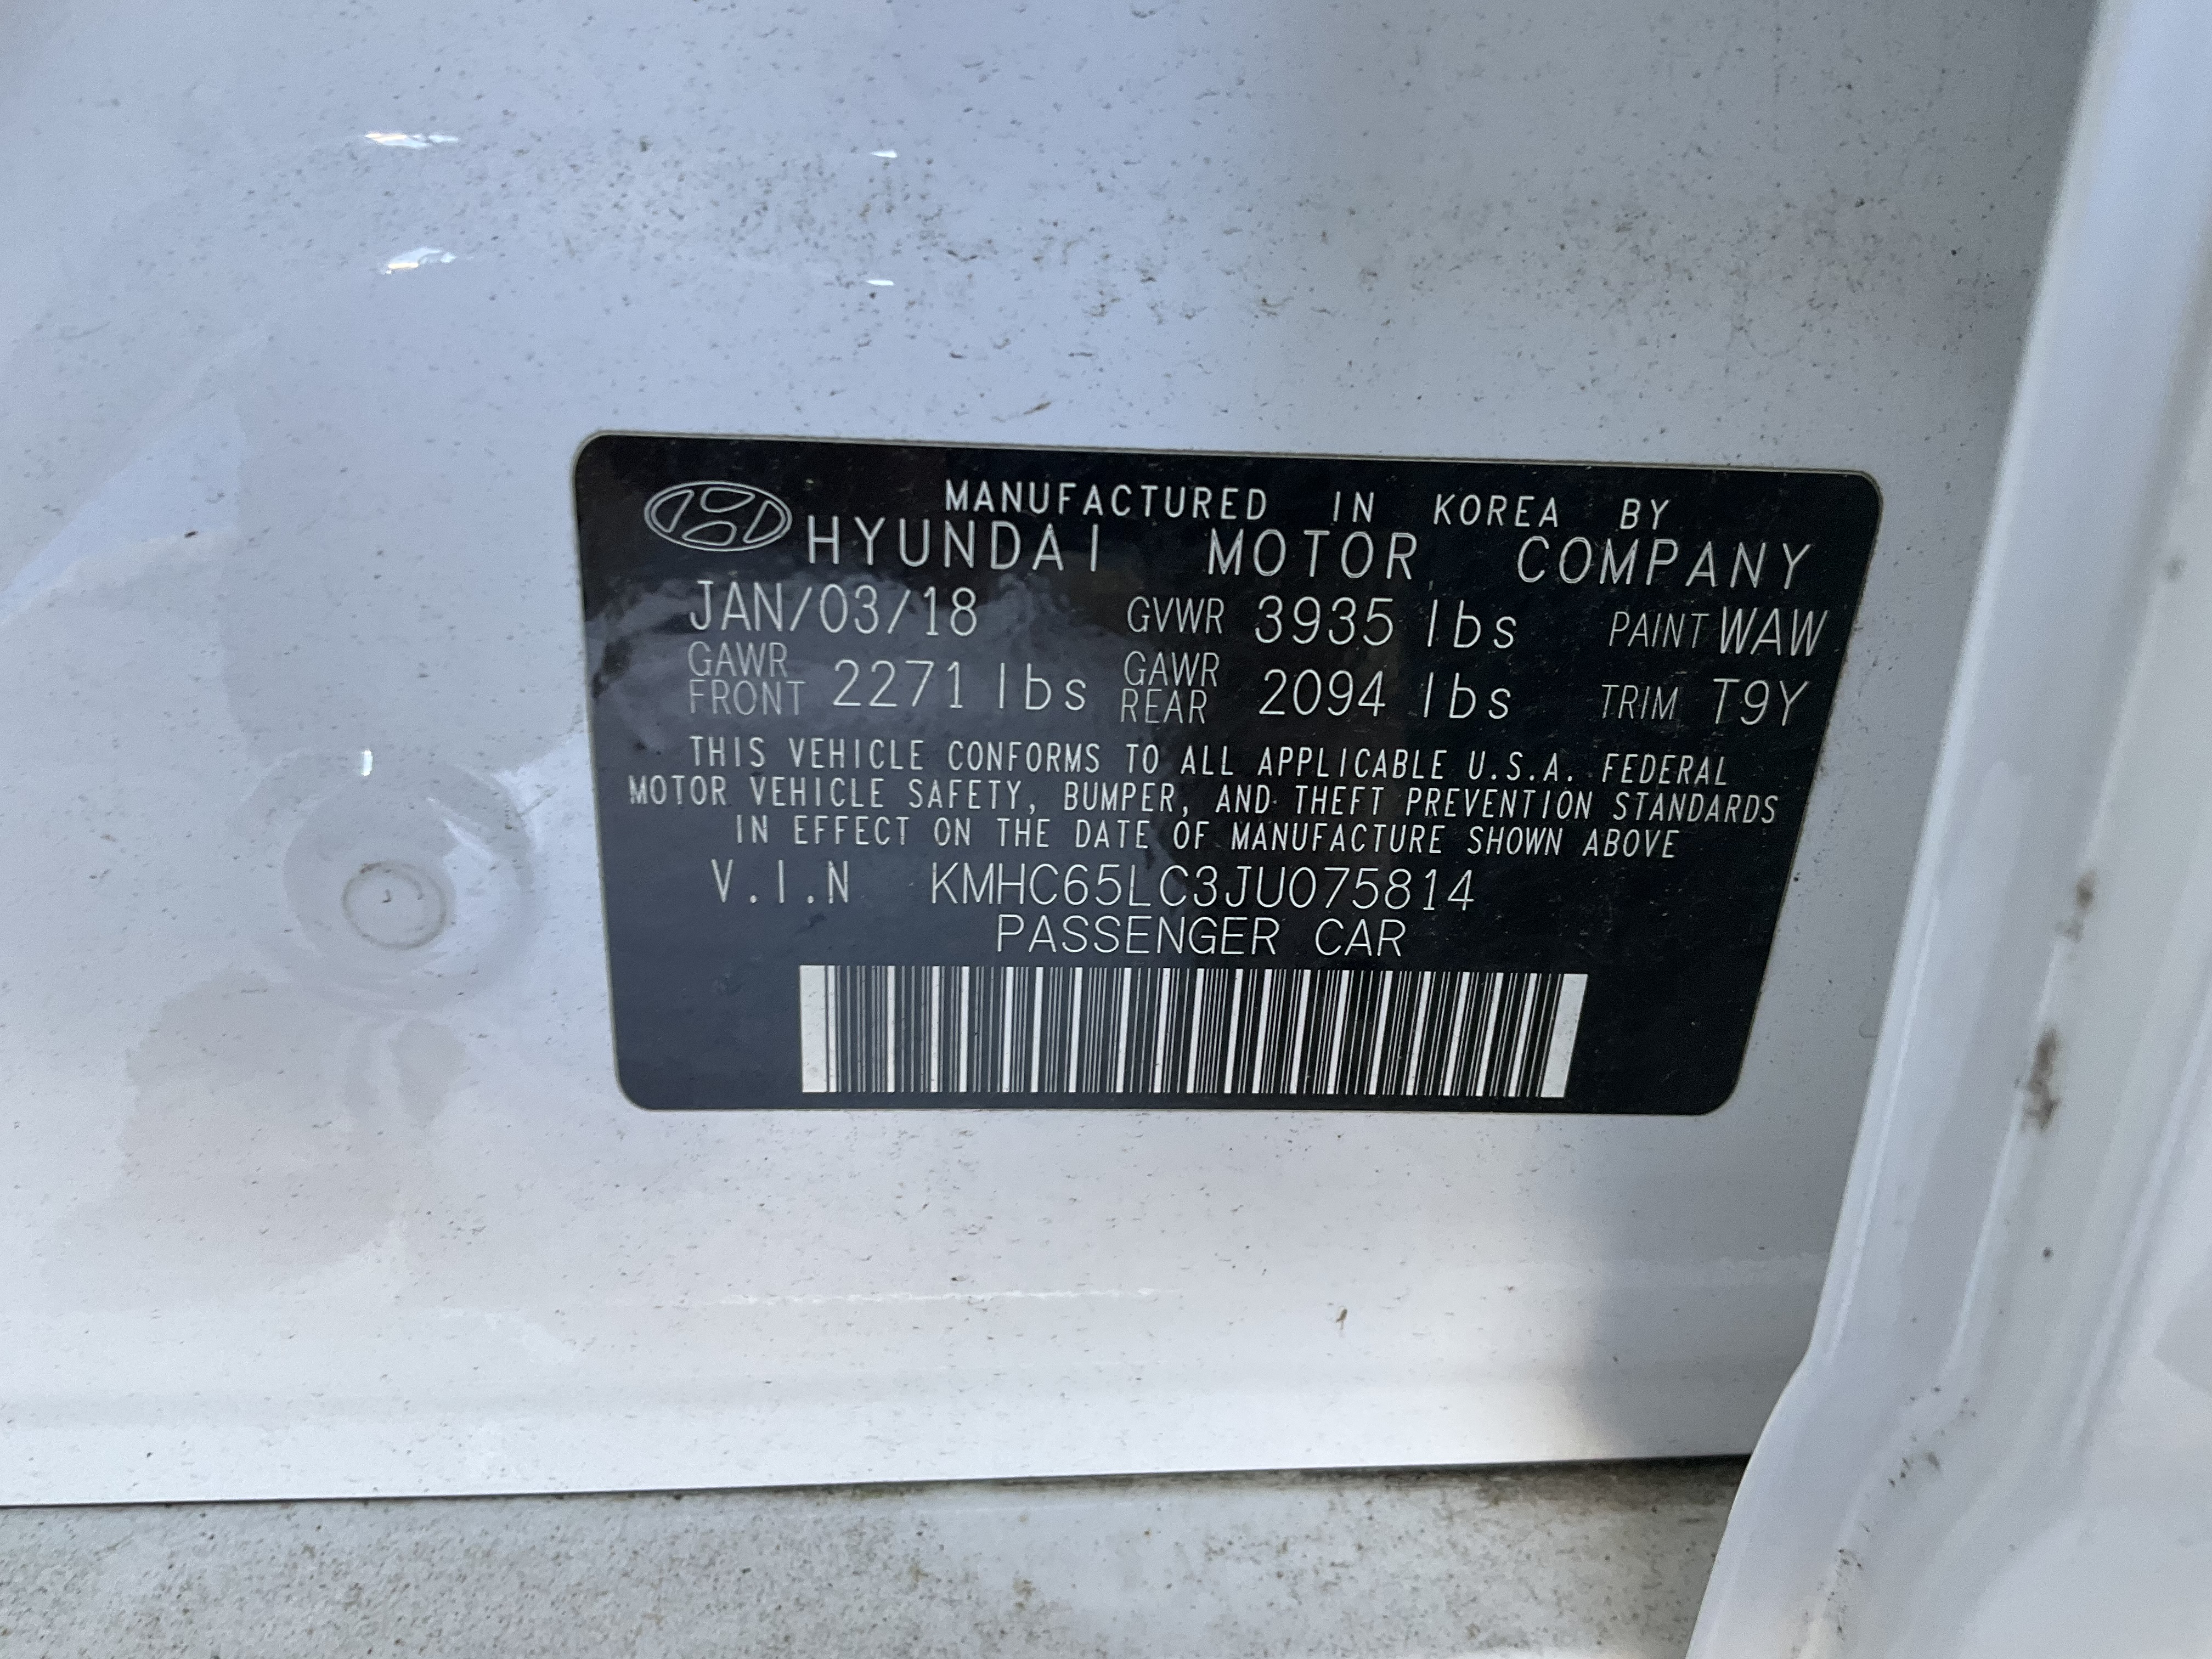 MANUFACTURED IN KOREA BY
HYUNDAI MOTOR COMPANY
JAN/03/18 GVWR 3935 lbs PAINT WAW
GAWR FRONT 2271 lbs GAWR REAR 2094 lbs TRIM T9Y
THIS VEHICLE CONFORMS TO ALL APPLICABLE U.S.A. FEDERAL
MOTOR VEHICLE SAFETY, BUMPER, AND THEFT PREVENTION STANDARDS
IN EFFECT ON THE DATE OF MANUFACTURE SHOWN ABOVE
V.I.N KMHC65LC3JU075814
PASSENGER CAR